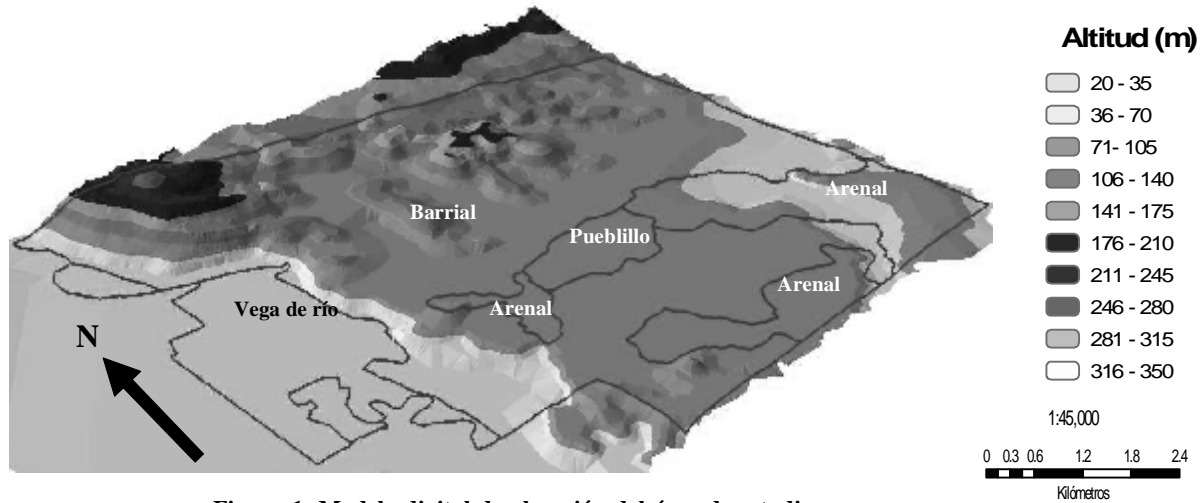 Altitud (m)
20 - 35
36 - 70
71- 105
106 - 140
141 - 175
176 - 210
211 - 245
246 - 280
281 - 315
316 - 350
1:45,000
0 0.3 0.6 1.2 1.8 2.4
Kilómetros
Arenal
Barrial
Pueblillo
Arenal
Vega de río
Arenal
N